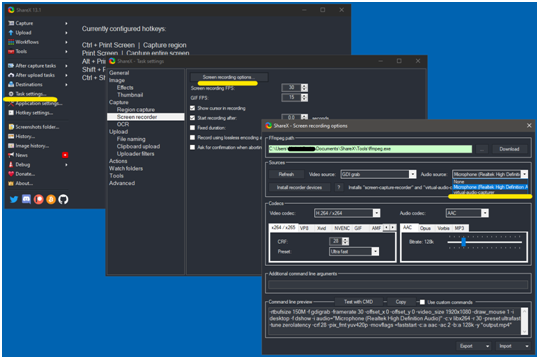 ShareX 13.1
Capture
Upload
Workflows
Tools
After capture tasks
After upload tasks
Destinations
Task settings...
Application settings...
Hotkey settings...
Screenshots folder...
History...
Image history...
News
Debug
Donate...
About...
Currently configured hotkeys:
Ctrl + Print Screen | Capture region
Print Screen | Capture entire screen
Alt + Pri
Shift +
Ctrl + Sh
ShareX - Task settings
General
Image
Effects
Thumbnail
Capture
Region capture
Screen recorder
OCR
Upload
File naming
Clipboard upload
Uploader filters
Actions
Watch folders
Tools
Advanced
Screen recording options...
Screen recording FPS: 30
GIF FPS: 15
Show cursor in recording
Start recording after: 0.0 seconds
Fixed duration:
Record using lossless encoding a
Ask for confirmation when abortin
ShareX - Screen recording options
FFmpeg path
C:\Users\ \Documents\ShareX\Tools\ffmpeg.exe ... Download
Sources
Refresh Video source: GDI grab Audio source: Microphone (Realtek High Definiti
None
Microphone (Realtek High Definition A
virtual-audio-capturer
Install recorder devices ? Installs "screen-capture-recorder" and "virtual-audio-c
Codecs
Video codec: H.264 / x264 Audio codec: AAC
x264 / x265 VP8 Xvid NVENC GIF AMF AAC Opus Vorbis MP3
CRF: 28 Bitrate: 128k
Preset: Ultra fast
Additional command line arguments
Command line preview Test with CMD Copy Use custom commands
-rtbufsize 150M -f gdigrab -framerate 30 -offset_x 0 -offset_y 0 -video_size 1920x1080 -draw_mouse 1 -i
desktop -f dshow -i audio="Microphone (Realtek High Definition Audio)" -c:v libx264 -r 30 -preset ultrafast
-tune zerolatency -crf 28 -pix_fmt yuv420p -movflags +faststart -c:a aac -ac 2 -b:a 128k -y "output.mp4"
Export Import